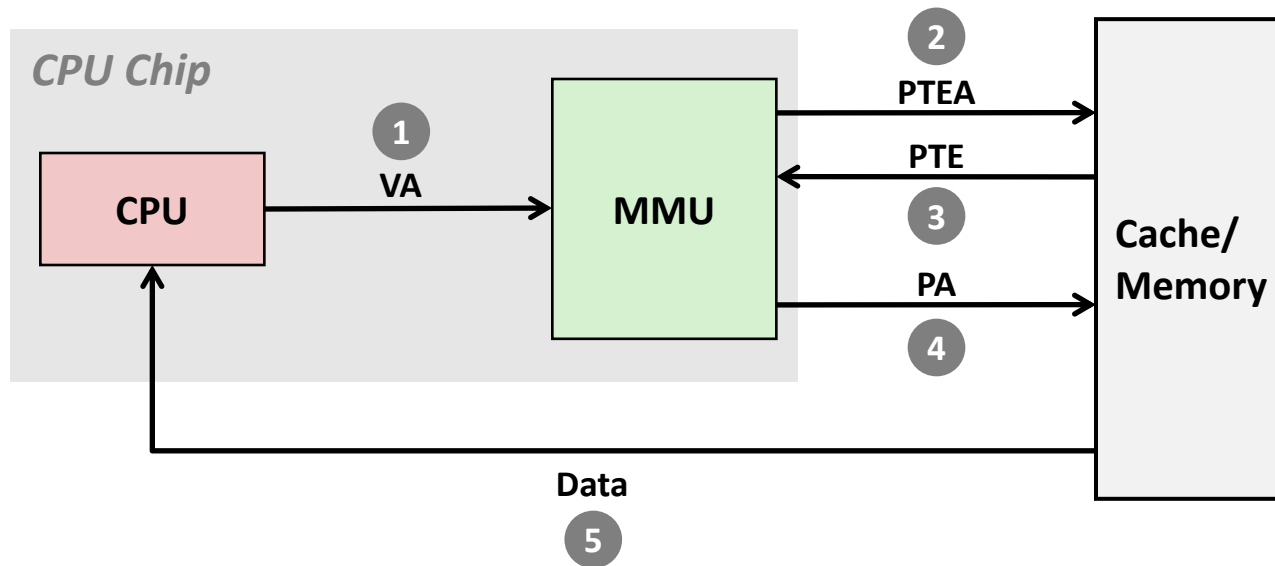 CPU Chip
2
PTEA
1
VA
PTE
CPU
MMU
3
Cache/
Memory
PA
4
Data
5